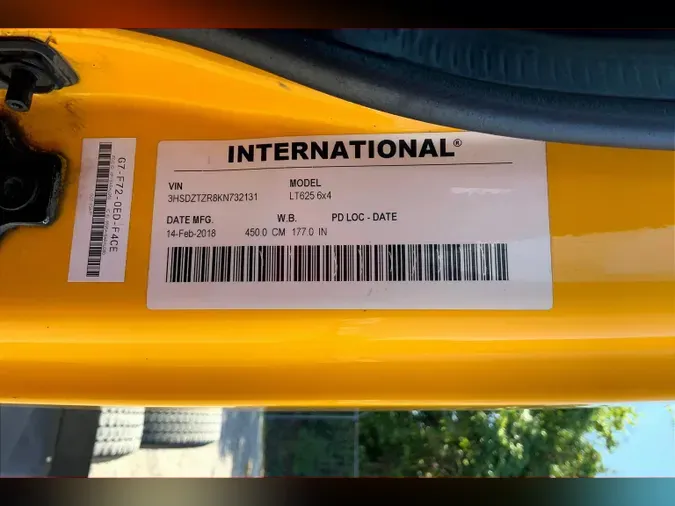 INTERNATIONAL®
VIN MODEL
3HSDZTZR8KN732131 LT625 6x4
DATE MFG. W.B. PD LOC - DATE
14-Feb-2018 450.0 CM 177.0 IN
G7-F72-0ED-F4CE